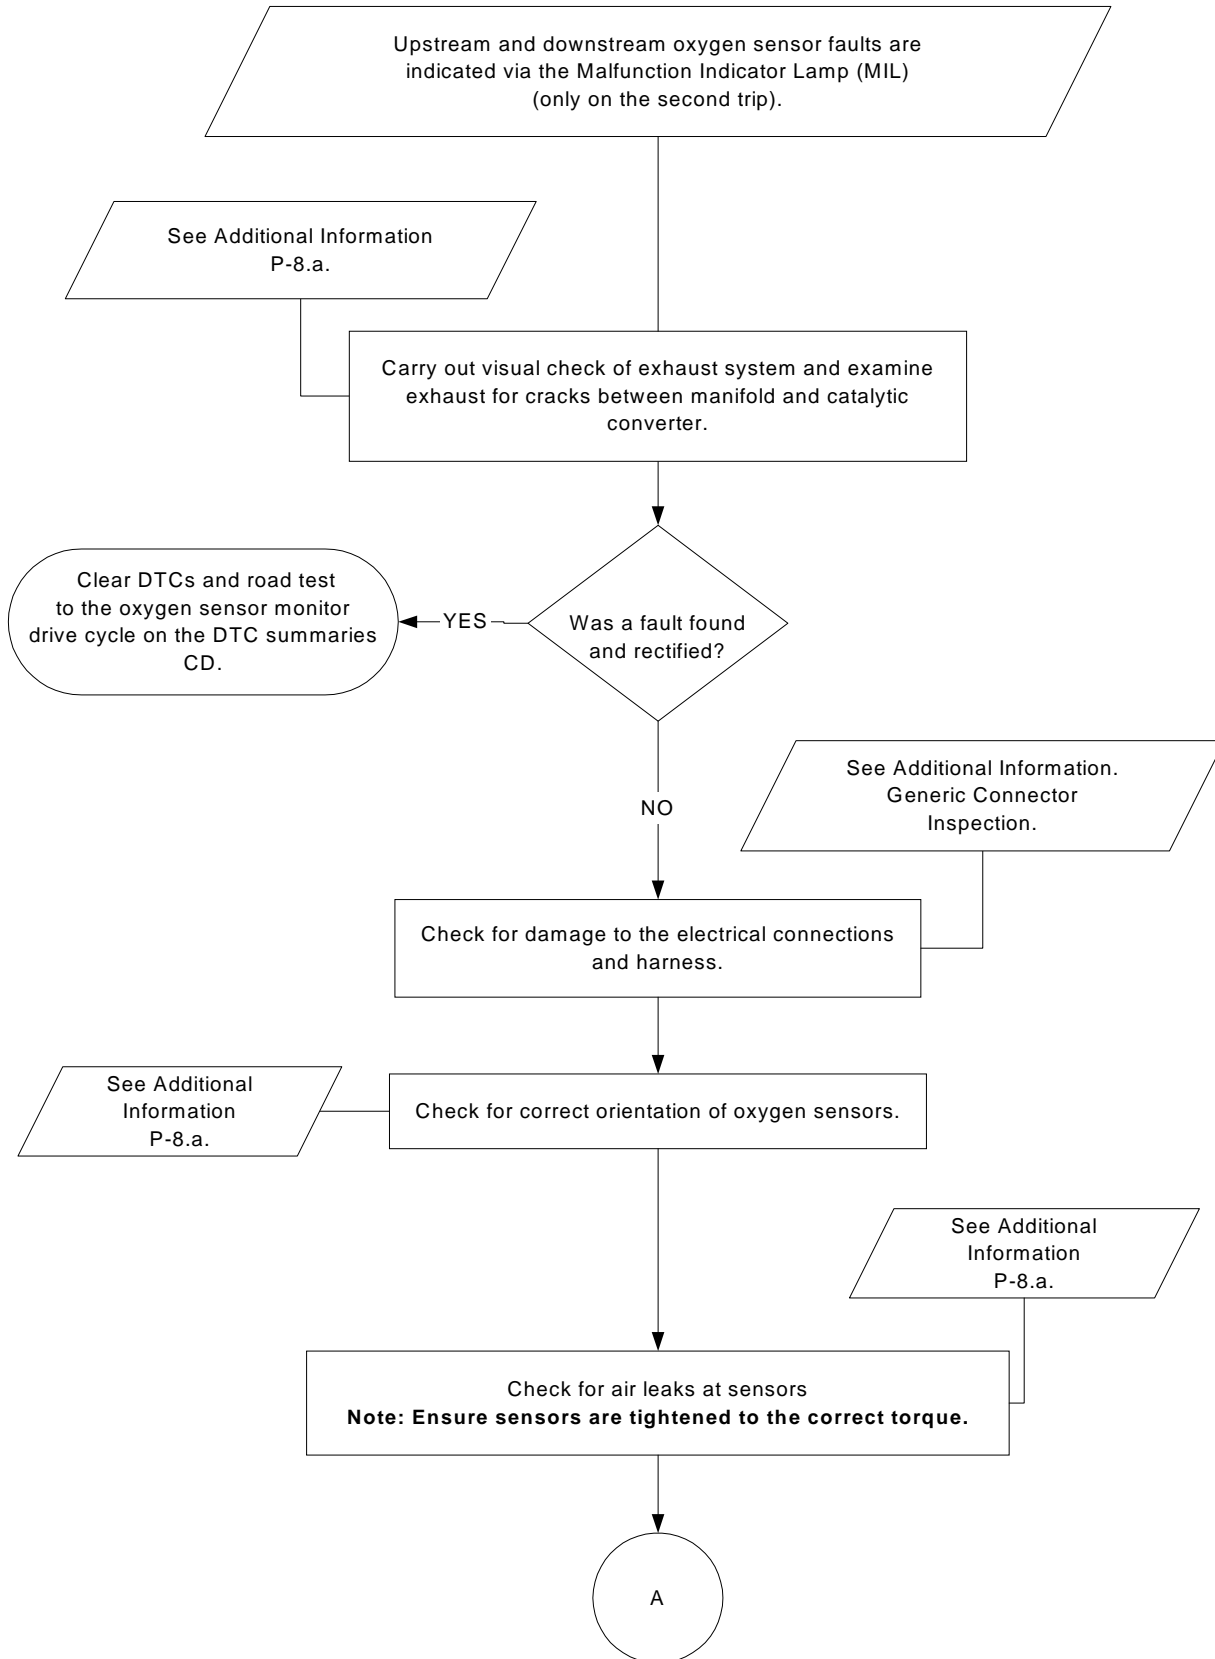 Upstream and downstream oxygen sensor faults are
indicated via the Malfunction Indicator Lamp (MIL)
(only on the second trip).
See Additional Information
P-8.a.
Carry out visual check of exhaust system and examine
exhaust for cracks between manifold and catalytic
converter.
Clear DTCs and road test
to the oxygen sensor monitor
drive cycle on the DTC summaries
CD.
YES
Was a fault found
and rectified?
NO
See Additional Information.
Generic Connector
Inspection.
Check for damage to the electrical connections
and harness.
See Additional
Information
P-8.a.
Check for correct orientation of oxygen sensors.
See Additional
Information
P-8.a.
Check for air leaks at sensors
Note: Ensure sensors are tightened to the correct torque.
A